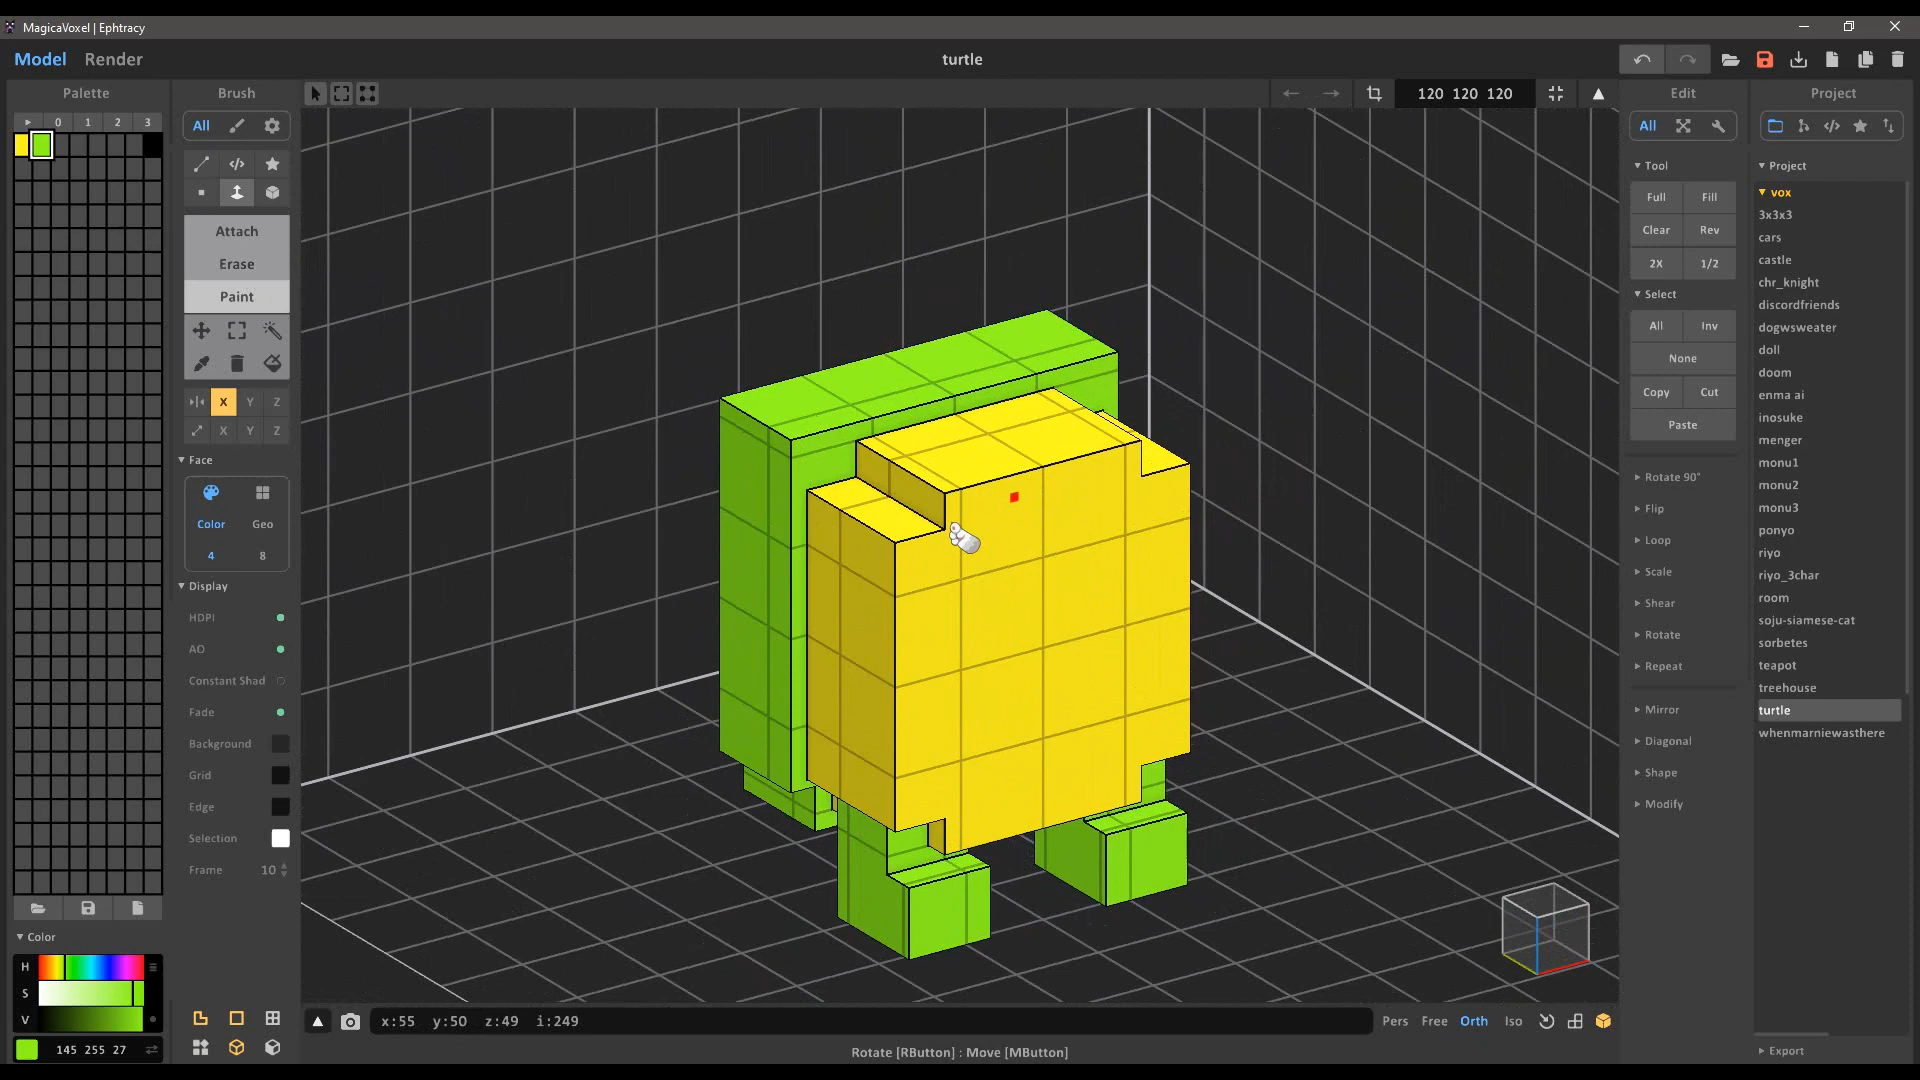 MagicaVoxel | Ephtracy
Model Render
turtle
Palette
Brush
120 120 120
Edit
Project
0 1 2 3
All
All
Attach
Erase
Paint
X Y Z
X Y Z
Face
Color Geo
4 8
Display
HDPI
AO
Constant Shad
Fade
Background
Grid
Edge
Selection
Frame 10
Color
H
S
V
145 255 27
x:55 y:50 z:49 i:249
Pers Free Orth Iso
Rotate [RButton] : Move [MButton]
Tool
Full Fill
Clear Rev
2X 1/2
Select
All Inv
None
Copy Cut
Paste
Rotate 90°
Flip
Loop
Scale
Shear
Rotate
Repeat
Mirror
Diagonal
Shape
Modify
Project
vox
3x3x3
cars
castle
chr_knight
discordfriends
dogwsweater
doll
doom
enma ai
inosuke
menger
monu1
monu2
monu3
ponyo
riyo
riyo_3char
room
soju-siamese-cat
sorbetes
teapot
treehouse
turtle
whenmarniewasthere
Export